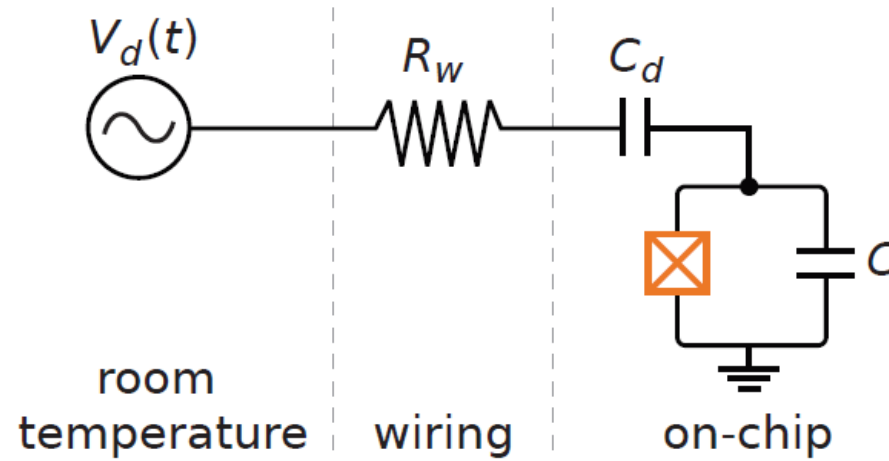 V_d(t)
R_w
C_d
C
room
temperature
wiring
on-chip